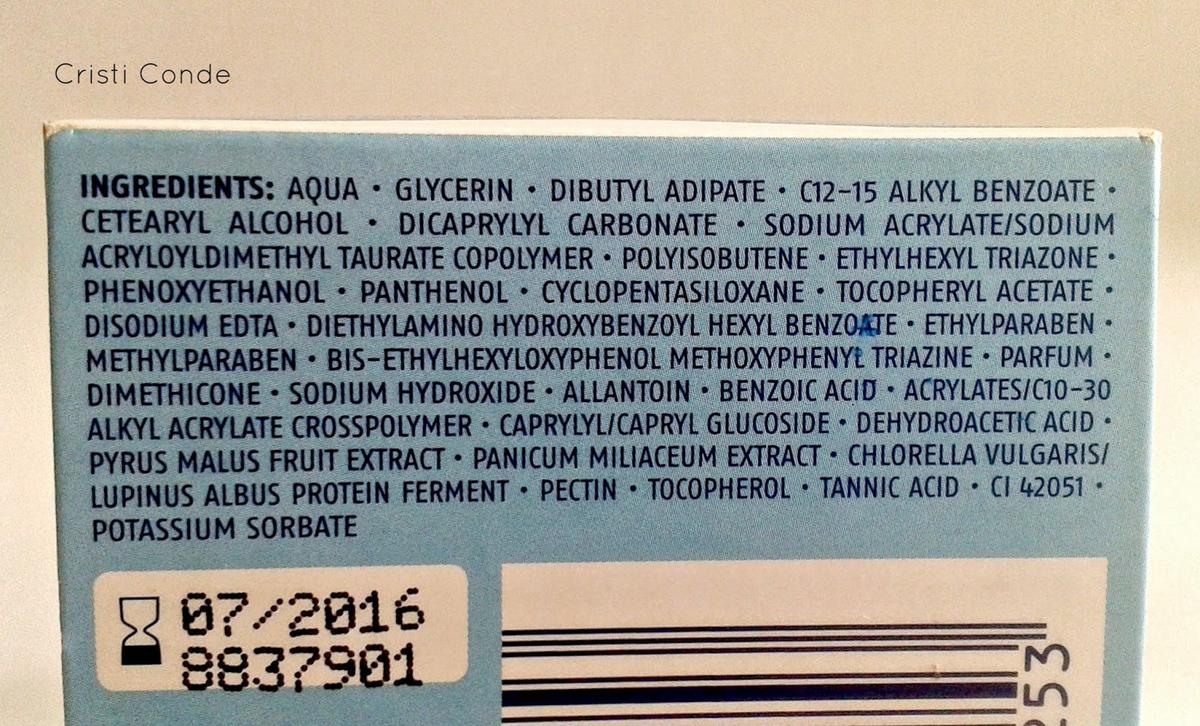 Cristi Conde
INGREDIENTS: AQUA • GLYCERIN • DIBUTYL ADIPATE • C12-15 ALKYL BENZOATE •
CETEARYL ALCOHOL • DICAPRYLYL CARBONATE • SODIUM ACRYLATE/SODIUM
ACRYLOYLDIMETHYL TAURATE COPOLYMER • POLYISOBUTENE • ETHYLHEXYL TRIAZONE •
PHENOXYETHANOL • PANTHENOL • CYCLOPENTASILOXANE • TOCOPHERYL ACETATE •
DISODIUM EDTA • DIETHYLAMINO HYDROXYBENZOYL HEXYL BENZOATE • ETHYLPARABEN •
METHYLPARABEN • BIS-ETHYLHEXYLOXYPHENOL METHOXYPHENYL TRIAZINE • PARFUM •
DIMETHICONE • SODIUM HYDROXIDE • ALLANTOIN • BENZOIC ACID • ACRYLATES/C10-30
ALKYL ACRYLATE CROSSPOLYMER • CAPRYLYL/CAPRYL GLUCOSIDE • DEHYDROACETIC ACID •
PYRUS MALUS FRUIT EXTRACT • PANICUM MILIACEUM EXTRACT • CHLORELLA VULGARIS/
LUPINUS ALBUS PROTEIN FERMENT • PECTIN • TOCOPHEROL • TANNIC ACID • CI 42051 •
POTASSIUM SORBATE
07/2016
8837901